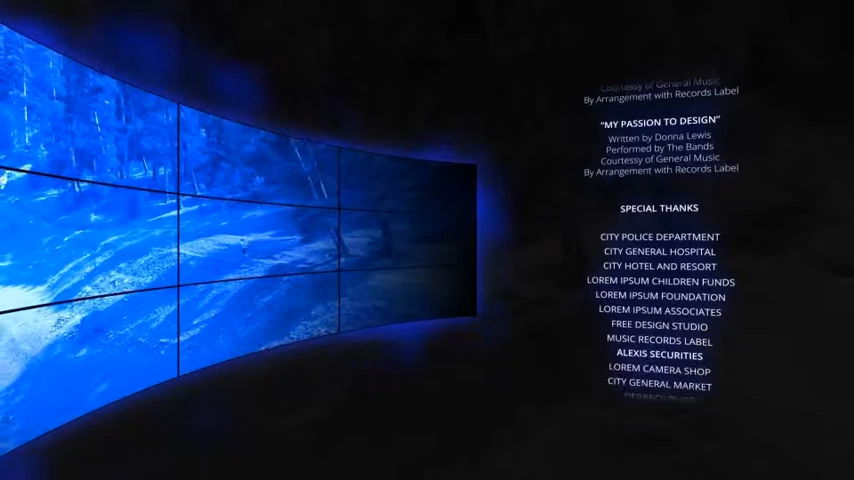 Courtessy of General Music
By Arrangement with Records Label
"MY PASSION TO DESIGN"
Written by Donna Lewis
Performed by The Bands
Courtessy of General Music
By Arrangement with Records Label
SPECIAL THANKS
CITY POLICE DEPARTMENT
CITY GENERAL HOSPITAL
CITY HOTEL AND RESORT
LOREM IPSUM CHILDREN FUNDS
LOREM IPSUM FOUNDATION
LOREM IPSUM ASSOCIATES
FREE DESIGN STUDIO
MUSIC RECORDS LABEL
ALEXIS SECURITIES
LOREM CAMERA SHOP
CITY GENERAL MARKET